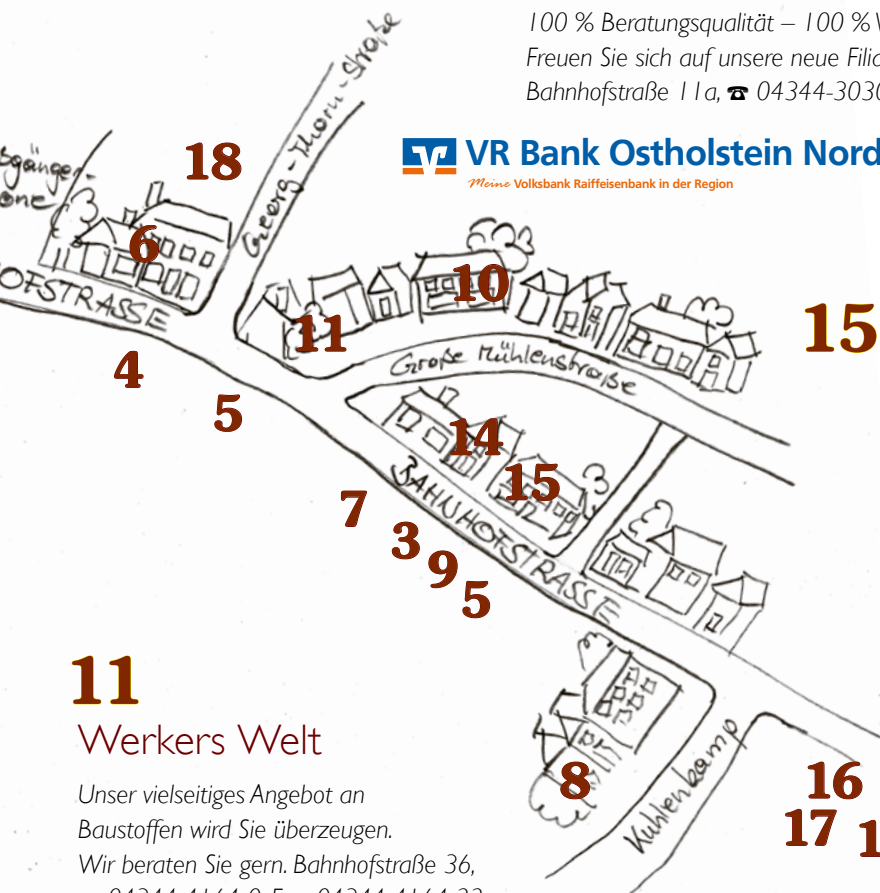 100 % Beratungsqualität – 100 %
Freuen Sie sich auf unsere neue
Bahnhofstraße 11a, ☎ 04344-3030
VR Bank Ostholstein Nord
Meine Volksbank Raiffeisenbank in der Region
Georg-Thorn-Straße
18
6
HOFSTRASSE
4
5
10
11
15
Große Mühlenstraße
14
15
BAHNHOFSTRASSE
7
3
9
5
8
Kuhlenkamp
16
17
1
11
Werkers Welt
Unser vielseitiges Angebot an
Baustoffen wird Sie überzeugen.
Wir beraten Sie gern. Bahnhofstraße 36,